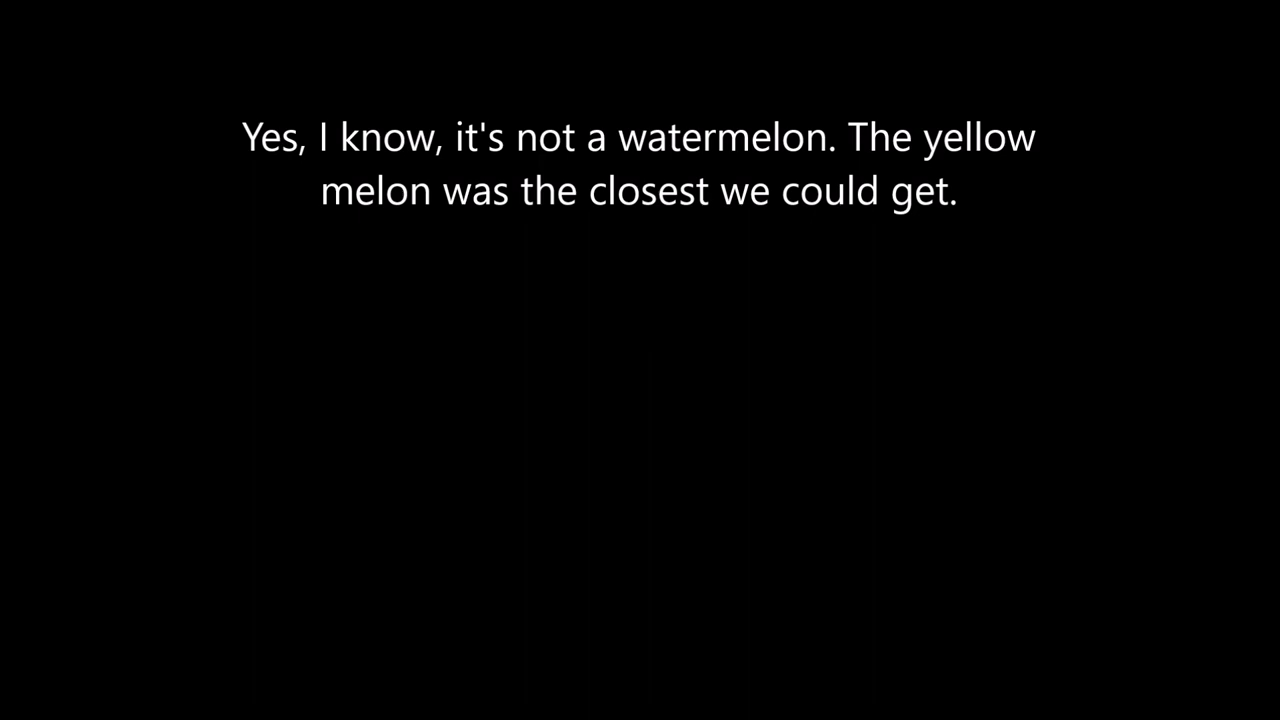 Yes, I know, it's not a watermelon. The yellow
melon was the closest we could get.